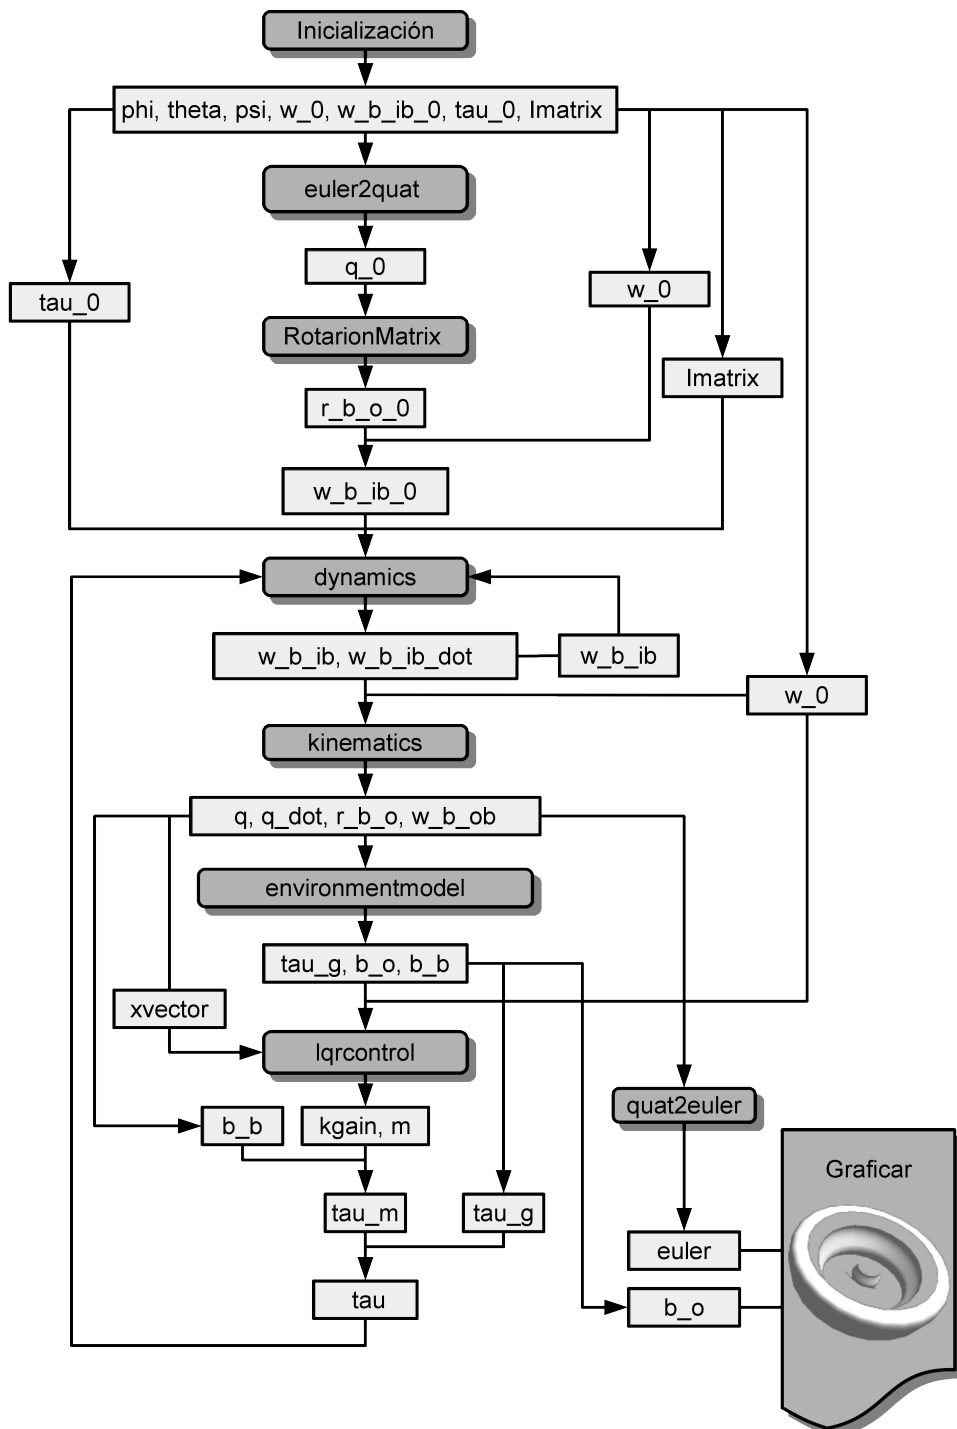 Inicialización
phi, theta, psi, w_0, w_b_ib_0, tau_0, Imatrix
euler2quat
q_0
tau_0
w_0
RotarionMatrix
Imatrix
r_b_o_0
w_b_ib_0
dynamics
w_b_ib, w_b_ib_dot
w_b_ib
w_0
kinematics
q, q_dot, r_b_o, w_b_ob
environmentmodel
tau_g, b_o, b_b
xvector
lqrcontrol
quat2euler
b_b
kgain, m
Graficar
tau_m
tau_g
euler
tau
b_o